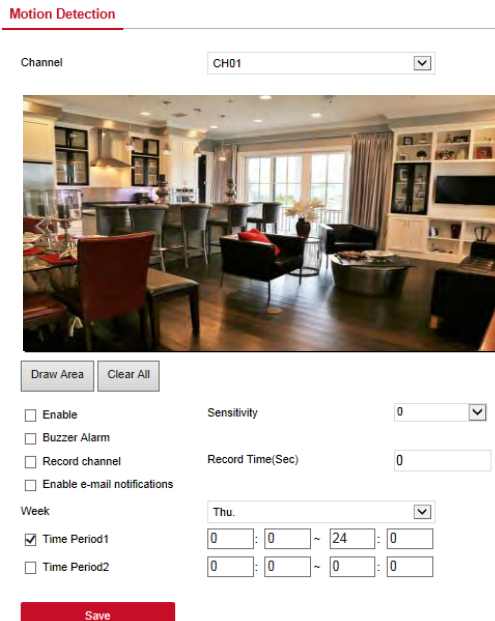 Motion Detection
Channel CH01
Draw Area Clear All
Enable Sensitivity 0
Buzzer Alarm
Record channel Record Time(Sec) 0
Enable e-mail notifications
Week Thu.
Time Period1 0 : 0 ~ 24 : 0
Time Period2 0 : 0 ~ 0 : 0
Save